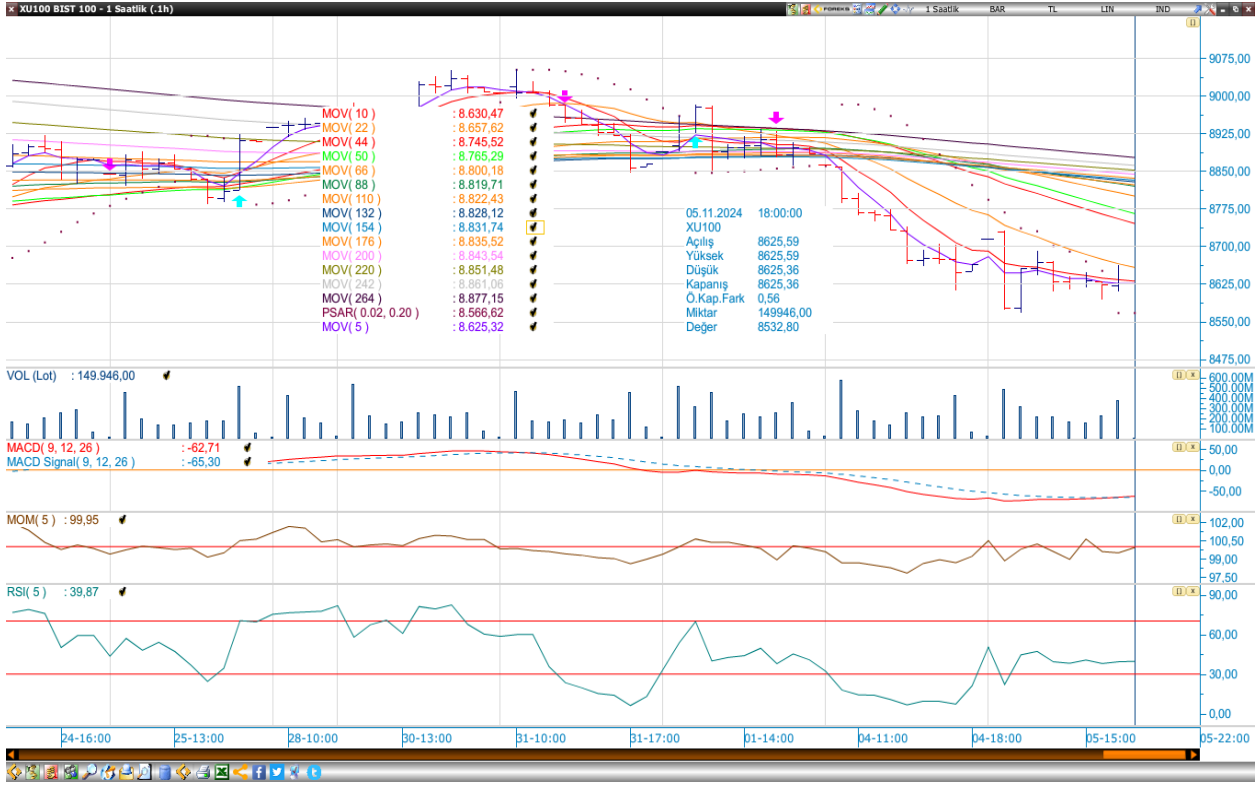 XU100 BIST 100 - 1 Saatlik (.1h)
FOREKS 1 Saatlik BAR TL LIN IND
9075,00
9000,00
8925,00
8850,00
8775,00
8700,00
8625,00
8550,00
8475,00
MOV( 10 ) : 8.630,47
MOV( 22 ) : 8.657,62
MOV( 44 ) : 8.745,52
MOV( 50 ) : 8.765,29
MOV( 66 ) : 8.800,18
MOV( 88 ) : 8.819,71
MOV( 110 ) : 8.822,43
MOV( 132 ) : 8.828,12
MOV( 154 ) : 8.831,74
MOV( 176 ) : 8.835,52
MOV( 200 ) : 8.843,54
MOV( 220 ) : 8.851,48
MOV( 242 ) : 8.861,06
MOV( 264 ) : 8.877,15
PSAR( 0.02, 0.20 ) : 8.566,62
MOV( 5 ) : 8.625,32
05.11.2024 18:00:00
XU100
Açılış 8625,59
Yüksek 8625,59
Düşük 8625,36
Kapanış 8625,36
Ö.Kap.Fark 0,56
Miktar 149946,00
Değer 8532,80
VOL (Lot) : 149.946,00
600.00M
500.00M
400.00M
300.00M
200.00M
100.00M
MACD( 9, 12, 26 ) : -62,71
MACD Signal( 9, 12, 26 ) : -65,30
50,00
0,00
-50,00
MOM( 5 ) : 99,95
102,00
100,50
99,00
97,50
RSI( 5 ) : 39,87
90,00
60,00
30,00
0,00
24-16:00 25-13:00 28-10:00 30-13:00 31-10:00 31-17:00 01-14:00 04-11:00 04-18:00 05-15:00 05-22:00